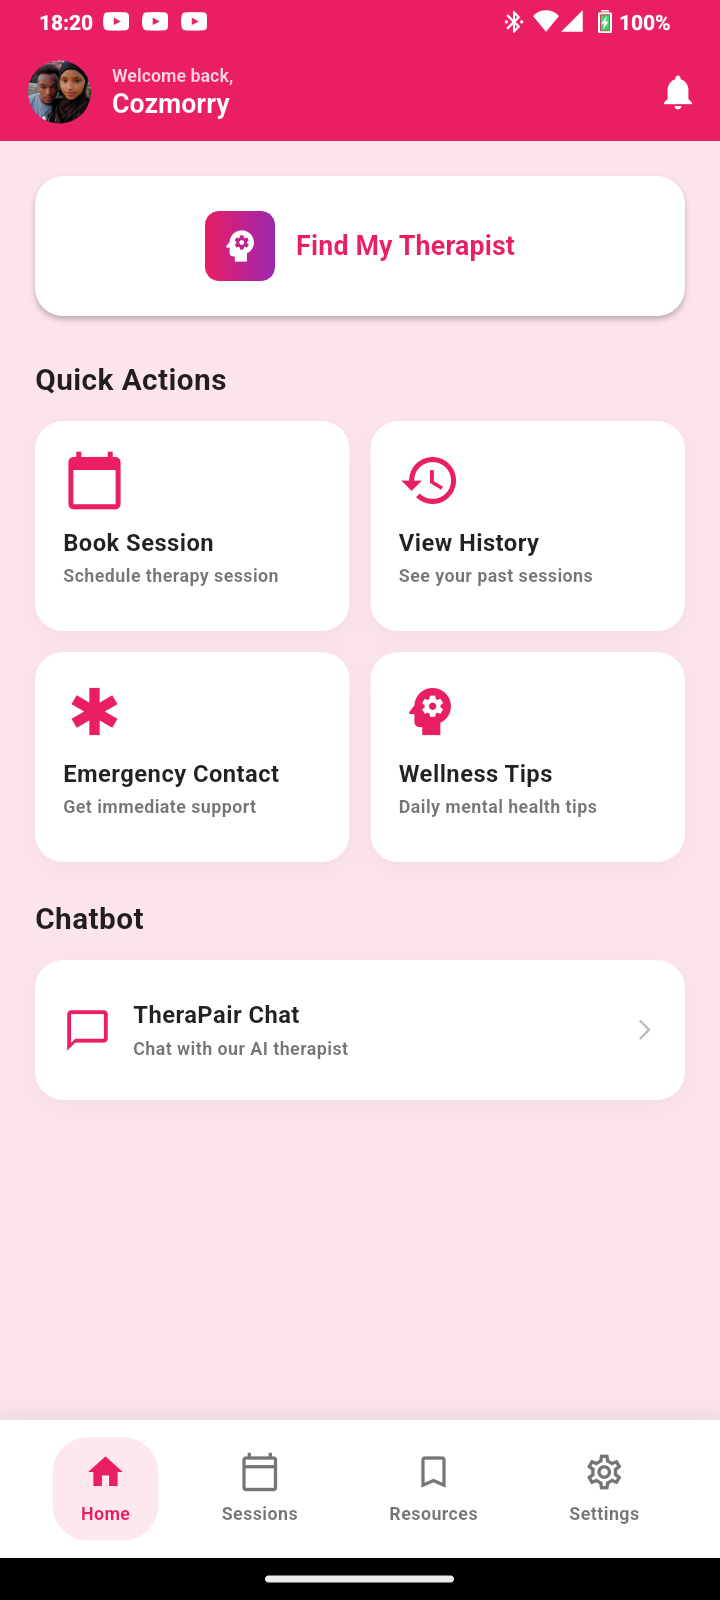 18:20
100%
Welcome back,
Cozmorry
Find My Therapist
Quick Actions
Book Session
Schedule therapy session
View History
See your past sessions
Emergency Contact
Get immediate support
Wellness Tips
Daily mental health tips
Chatbot
TheraPair Chat
Chat with our AI therapist
Home
Sessions
Resources
Settings